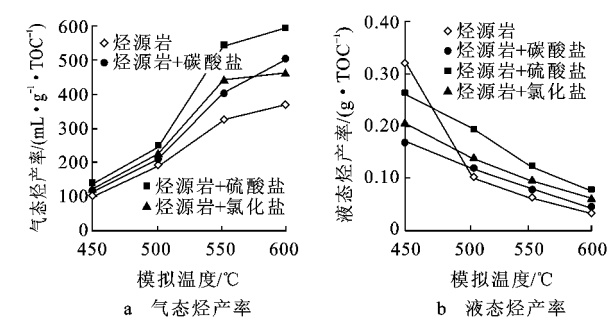 气态烃产率/(mL·g⁻¹·TOC⁻¹)
600
500
400
300
200
100
0
450 500 550 600
模拟温度/℃
烃源岩
烃源岩+碳酸盐
烃源岩+硫酸盐
烃源岩+氯化盐
a 气态烃产率
液态烃产率/(g·TOC⁻¹)
0.40
0.30
0.20
0.10
0
450 500 550 600
模拟温度/℃
烃源岩
烃源岩+碳酸盐
烃源岩+硫酸盐
烃源岩+氯化盐
b 液态烃产率